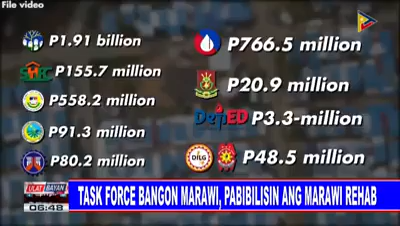 File video
P1.91 billion
P155.7 million
P558.2 million
P91.3 million
P80.2 million
P766.5 million
P20.9 million
DepED P3.3-million
DILG P48.5 million
TASK FORCE BANGON MARAWI, PABIBILISIN ANG MARAWI REHAB
ULAT BAYAN
06:48